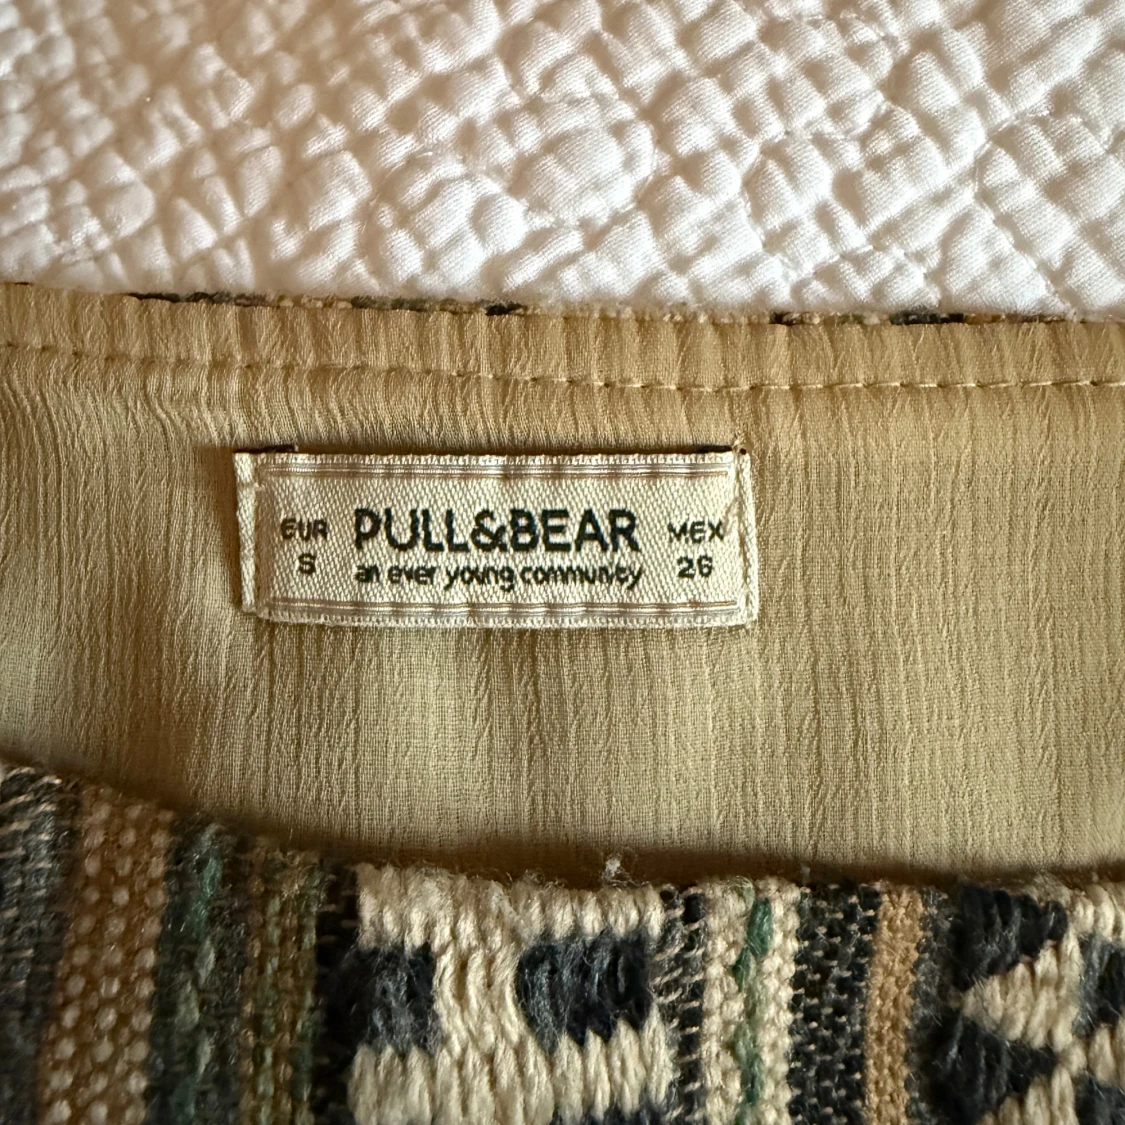 EUR PULL&BEAR MEX
S an ever young community 26